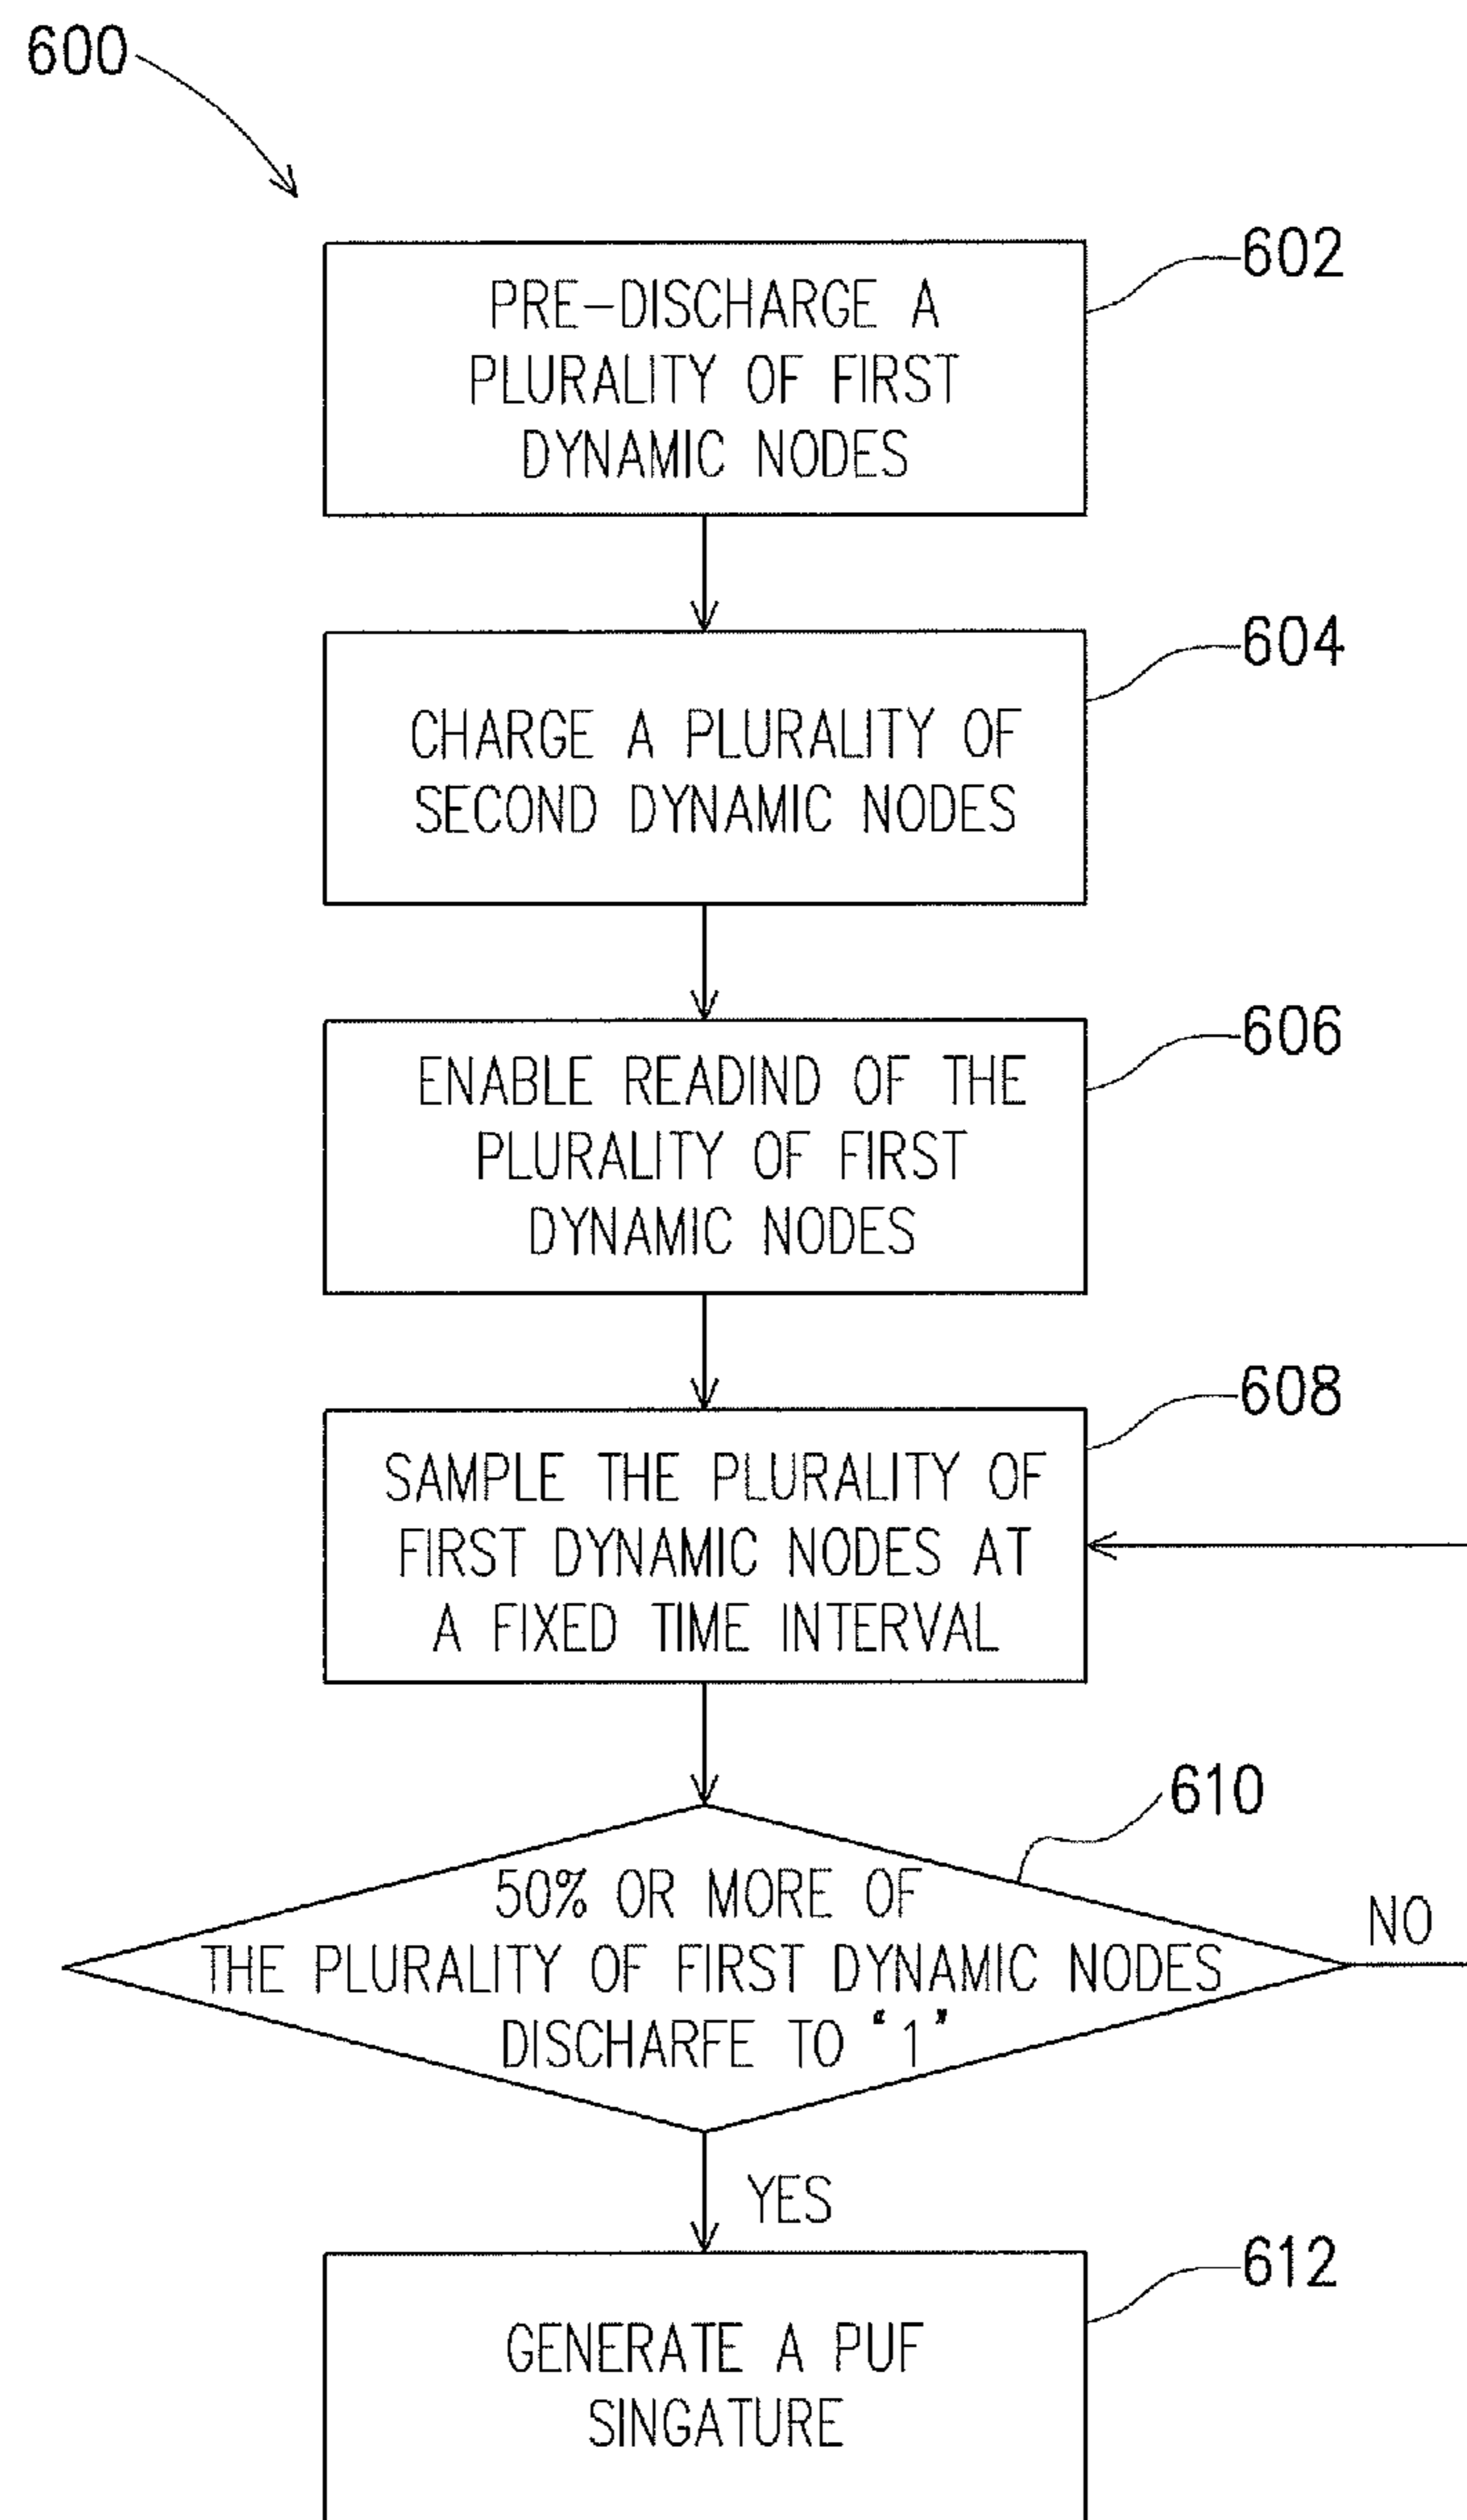 600
602
PRE-DISCHARGE A
PLURALITY OF FIRST
DYNAMIC NODES
604
CHARGE A PLURALITY OF
SECOND DYNAMIC NODES
606
ENABLE READIND OF THE
PLURALITY OF FIRST
DYNAMIC NODES
608
SAMPLE THE PLURALITY OF
FIRST DYNAMIC NODES AT
A FIXED TIME INTERVAL
610
50% OR MORE OF
THE PLURALITY OF FIRST DYNAMIC NODES
DISCHARFE TO “1”
NO
YES
612
GENERATE A PUF
SINGATURE